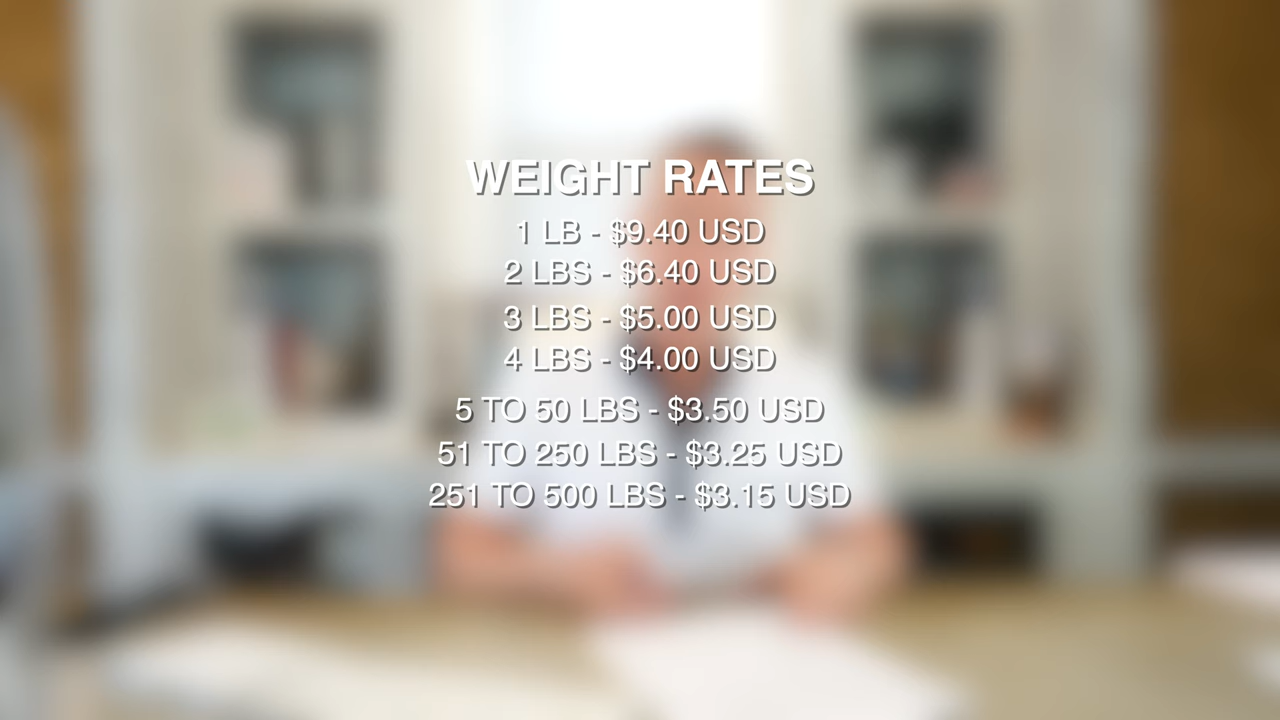 WEIGHT RATES
1 LB - $9.40 USD
2 LBS - $6.40 USD
3 LBS - $5.00 USD
4 LBS - $4.00 USD
5 TO 50 LBS - $3.50 USD
51 TO 250 LBS - $3.25 USD
251 TO 500 LBS - $3.15 USD